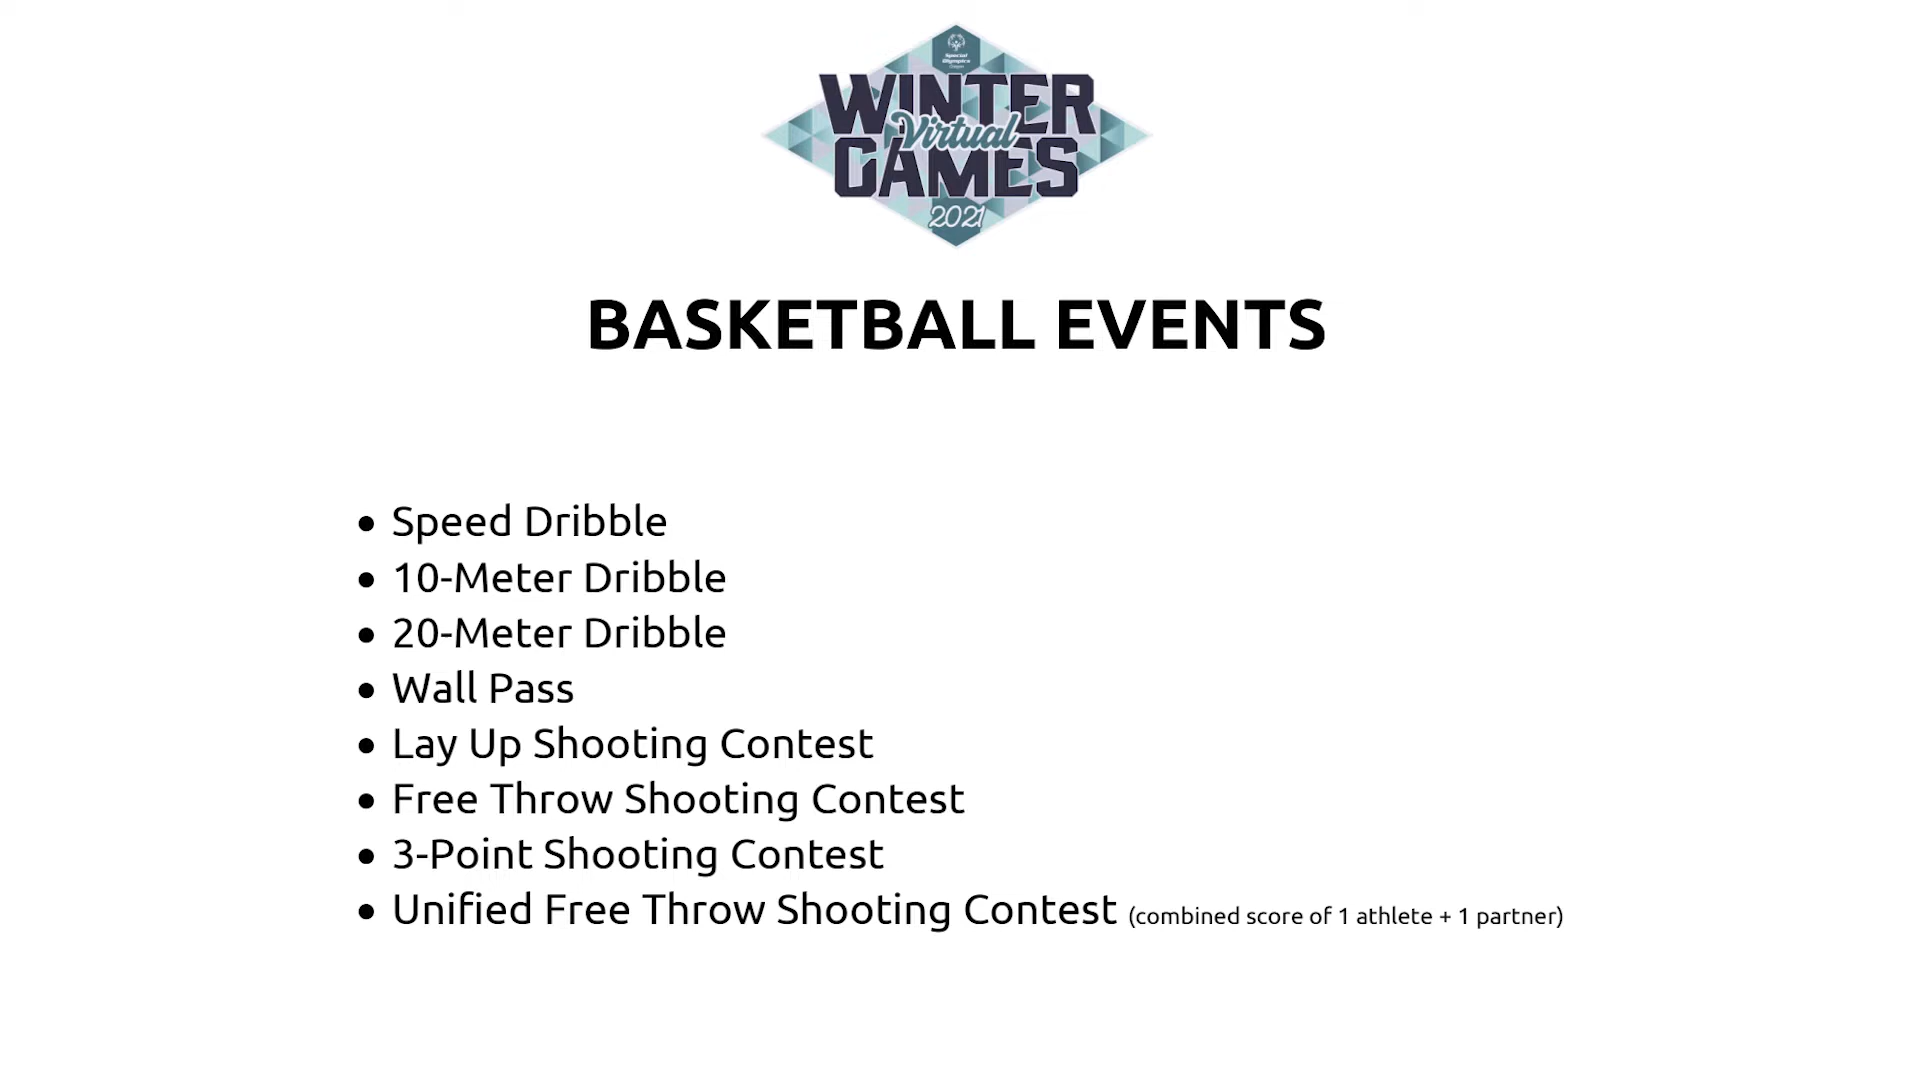 Special
Olympics
WINTER
Virtual
GAMES
2021
BASKETBALL EVENTS
• Speed Dribble
• 10-Meter Dribble
• 20-Meter Dribble
• Wall Pass
• Lay Up Shooting Contest
• Free Throw Shooting Contest
• 3-Point Shooting Contest
• Unified Free Throw Shooting Contest (combined score of 1 athlete + 1 partner)